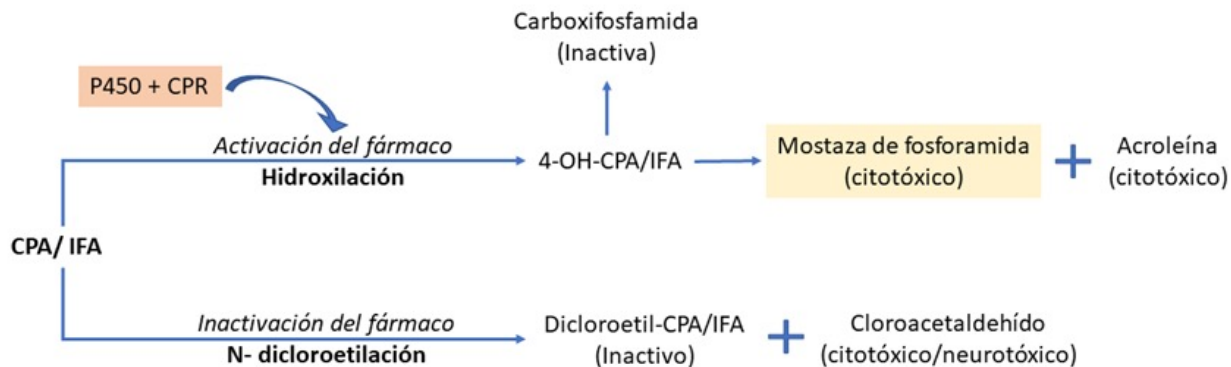 Carboxifosfamida
(Inactiva)
P450 + CPR
Activación del fármaco
Hidroxilación
4-OH-CPA/IFA
Mostaza de fosforamida
(citotóxico)
+
Acroleína
(citotóxico)
CPA/ IFA
Inactivación del fármaco
N- dicloroetilación
Dicloroetil-CPA/IFA
(Inactivo)
+
Cloroacetaldehído
(citotóxico/neurotóxico)